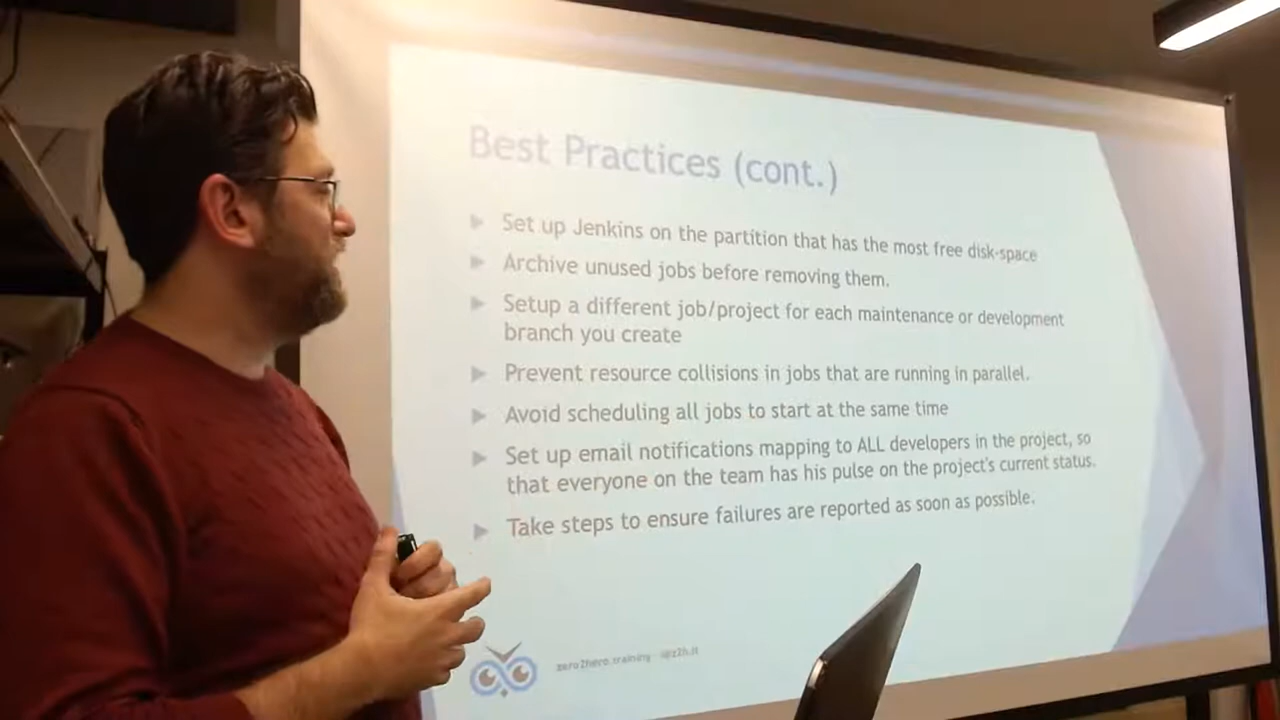 Best Practices (cont.)
Set up Jenkins on the partition that has the most free disk-space
Archive unused jobs before removing them.
Setup a different job/project for each maintenance or development
branch you create
Prevent resource collisions in jobs that are running in parallel.
Avoid scheduling all jobs to start at the same time
Set up email notifications mapping to ALL developers in the project, so
that everyone on the team has his pulse on the project's current status.
Take steps to ensure failures are reported as soon as possible.
zero2hero.training